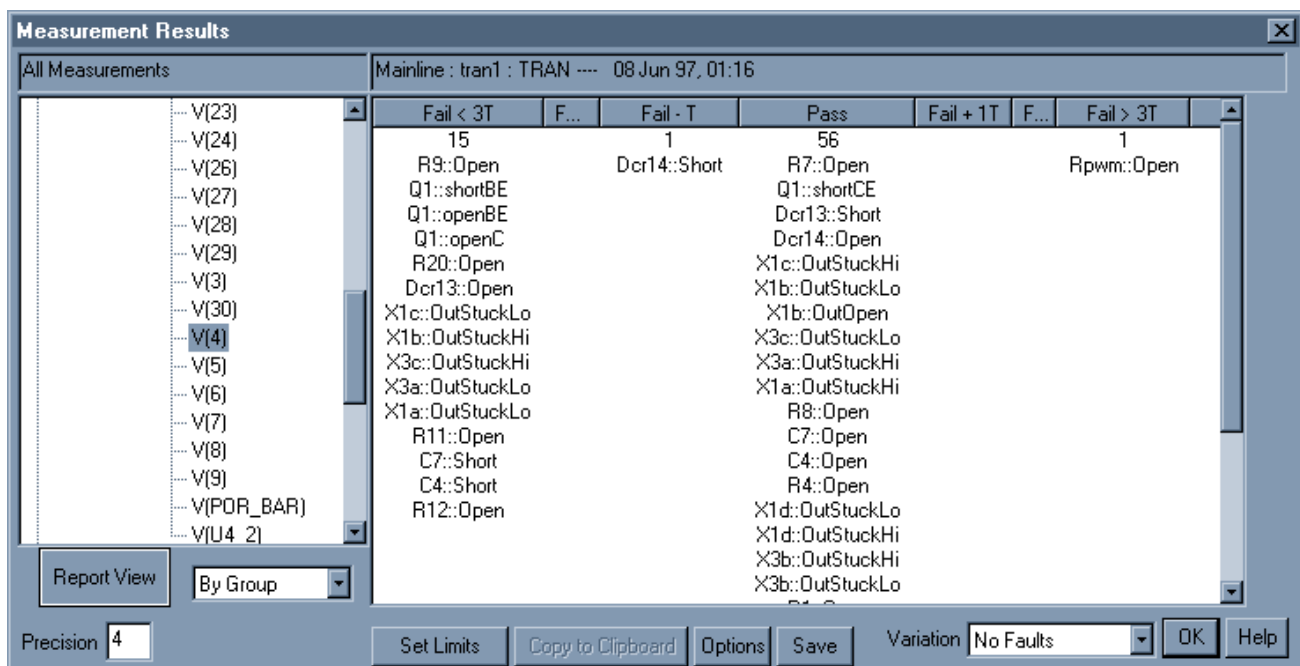 Measurement Results
All Measurements
Mainline : tran1 : TRAN ---- 08 Jun 97, 01:16
V(23)
V(24)
V(26)
V(27)
V(28)
V(29)
V(3)
V(30)
V(4)
V(5)
V(6)
V(7)
V(8)
V(9)
V(POR_BAR)
V(U4_2)
Fail < 3T F... Fail - T Pass Fail + 1T F... Fail > 3T
15 1 56 1
R9::Open Dcr14::Short R7::Open Rpwm::Open
Q1::shortBE Q1::shortCE
Q1::openBE Dcr13::Short
Q1::openC Dcr14::Open
R20::Open X1c::OutStuckHi
Dcr13::Open X1b::OutStuckLo
X1c::OutStuckLo X1b::OutOpen
X1b::OutStuckHi X3c::OutStuckLo
X3c::OutStuckHi X3a::OutStuckHi
X3a::OutStuckLo X1a::OutStuckHi
X1a::OutStuckLo R8::Open
R11::Open C7::Open
C7::Short C4::Open
C4::Short R4::Open
R12::Open X1d::OutStuckLo
X1d::OutStuckHi
X3b::OutStuckHi
X3b::OutStuckLo
Report View By Group
Precision 4 Set Limits Copy to Clipboard Options Save Variation No Faults OK Help